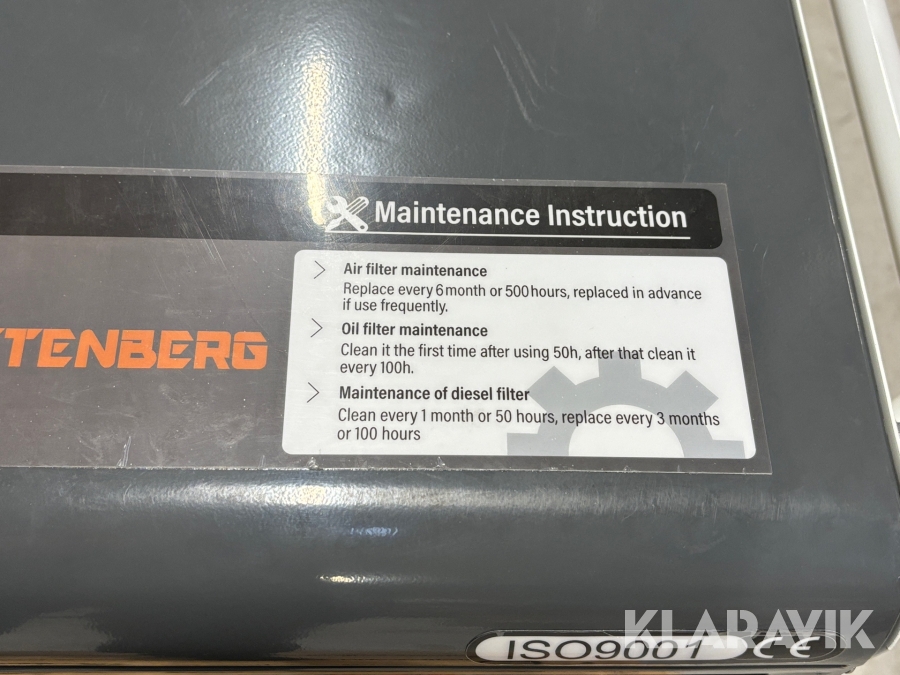 Maintenance Instruction
Air filter maintenance
Replace every 6 month or 500 hours, replaced in advance
if use frequently.
TENBERG
Oil filter maintenance
Clean it the first time after using 50h, after that clean it
every 100h.
Maintenance of diesel filter
Clean every 1 month or 50 hours, replace every 3 months
or 100 hours
KLARAVIK
ISO9001 CE